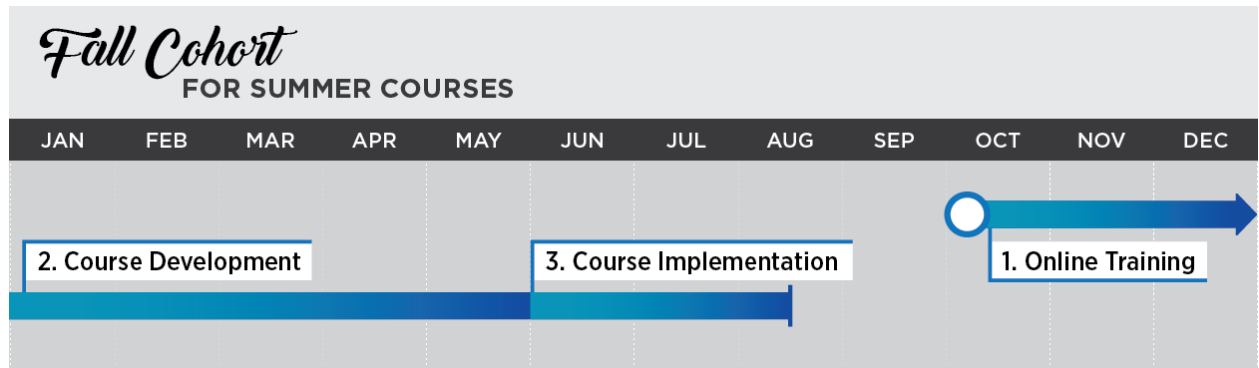 Fall Cohort
FOR SUMMER COURSES
JAN FEB MAR APR MAY JUN JUL AUG SEP OCT NOV DEC
2. Course Development 3. Course Implementation 1. Online Training